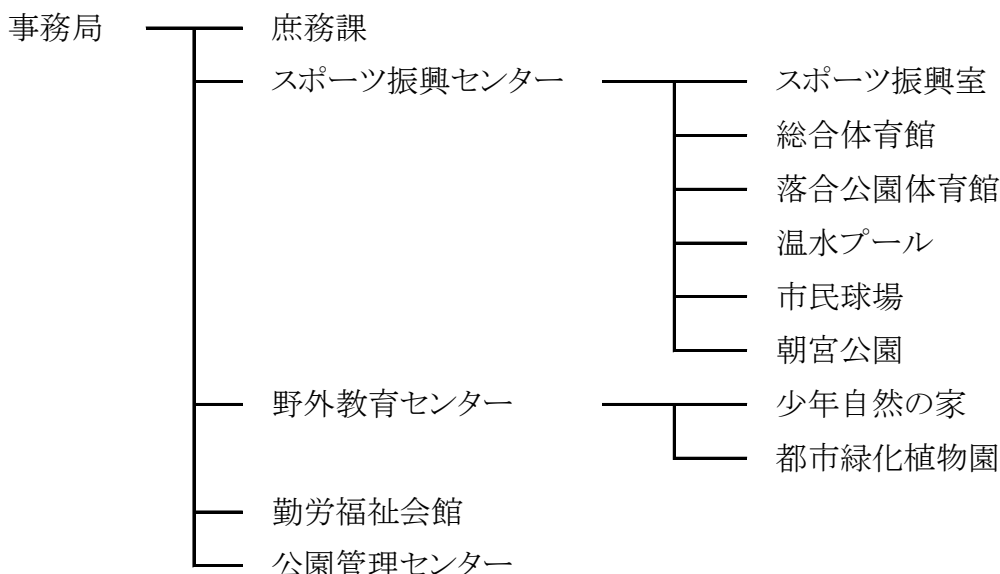 事務局 庶務課
スポーツ振興センター スポーツ振興室
総合体育館
落合公園体育館
温水プール
市民球場
朝宮公園
野外教育センター 少年自然の家
都市緑化植物園
勤労福祉会館
公園管理センター